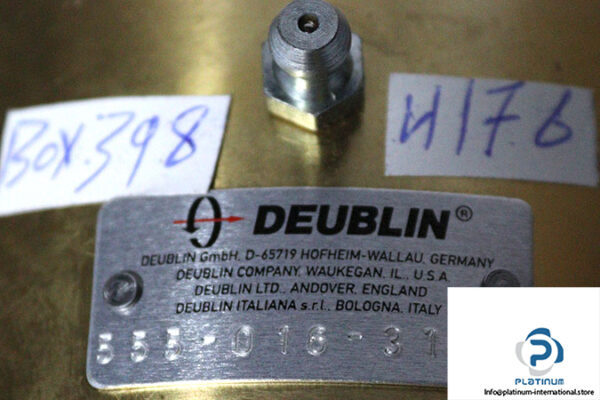 BOX.398
H176
DEUBLIN®
DEUBLIN GmbH, D-65719 HOFHEIM-WALLAU, GERMANY
DEUBLIN COMPANY, WAUKEGAN, IL., U.S.A.
DEUBLIN LTD., ANDOVER, ENGLAND
DEUBLIN ITALIANA s.r.l., BOLOGNA, ITALY
PLATINUM
Info@platinum-international.store